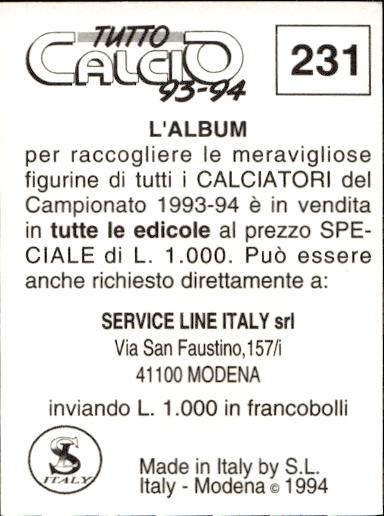 TUTTO
CALCIO
93-94
231
L'ALBUM
per raccogliere le meravigliose
figurine di tutti i CALCIATORI del
Campionato 1993-94 è in vendita
in tutte le edicole al prezzo SPE-
CIALE di L. 1.000. Può essere
anche richiesto direttamente a:
SERVICE LINE ITALY srl
Via San Faustino,157/i
41100 MODENA
inviando L. 1.000 in francobolli
SL
ITALY
Made in Italy by S.L.
Italy - Modena © 1994